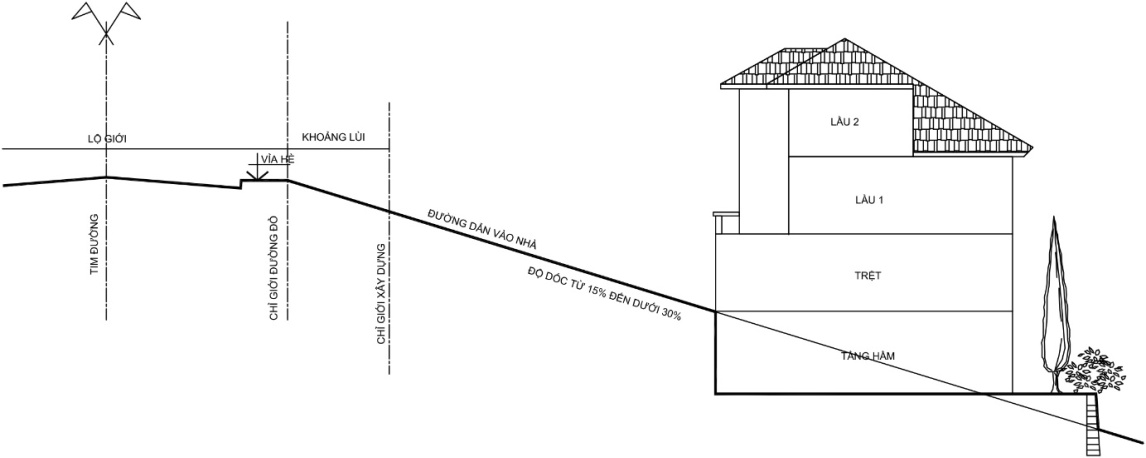 LỘ GIỚI
KHOẢNG LÙI
VỈA HÈ
TIM ĐƯỜNG
CHỈ GIỚI ĐƯỜNG ĐỎ
CHỈ GIỚI XÂY DỰNG
ĐƯỜNG DẪN VÀO NHÀ
ĐỘ DỐC TỪ 15% ĐẾN DƯỚI 30%
LẦU 2
LẦU 1
TRỆT
TẦNG HẦM